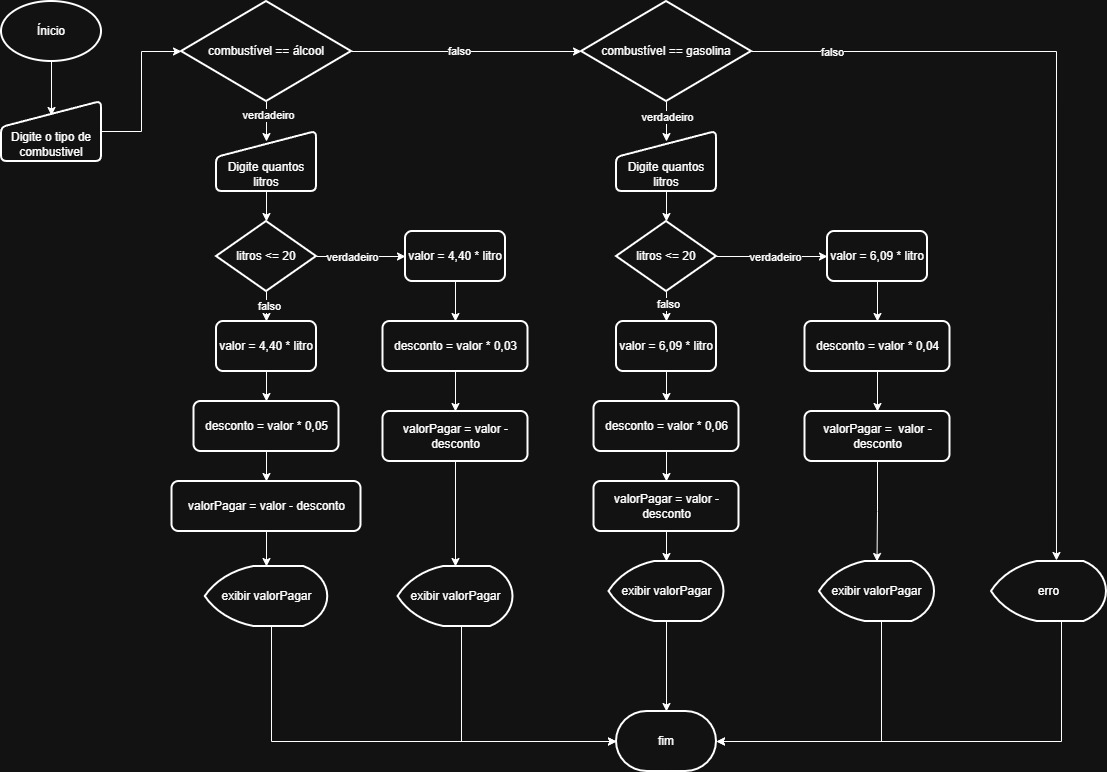 Ínicio
combustível == álcool
falso
combustível == gasolina
falso
Digite o tipo de
combustivel
verdadeiro
verdadeiro
Digite quantos
litros
Digite quantos
litros
litros <= 20
verdadeiro
valor = 4,40 * litro
litros <= 20
verdadeiro
valor = 6,09 * litro
falso
falso
valor = 4,40 * litro
desconto = valor * 0,03
valor = 6,09 * litro
desconto = valor * 0,04
desconto = valor * 0,05
valorPagar = valor -
desconto
desconto = valor * 0,06
valorPagar =  valor -
desconto
valorPagar = valor - desconto
valorPagar = valor -
desconto
exibir valorPagar
exibir valorPagar
exibir valorPagar
exibir valorPagar
erro
fim